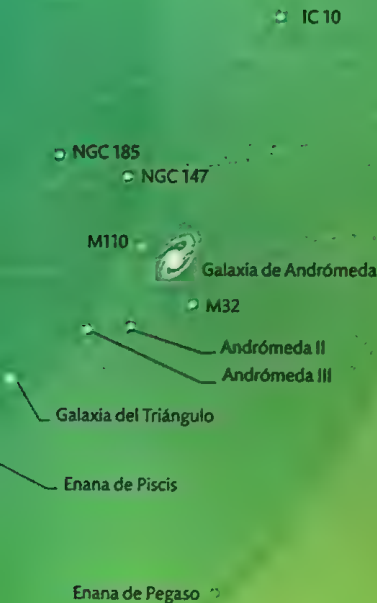 IC 10
NGC 185
NGC 147
M110
Galaxia de Andrómeda
M32
Andrómeda II
Andrómeda III
Galaxia del Triángulo
Enana de Piscis
Enana de Pegaso